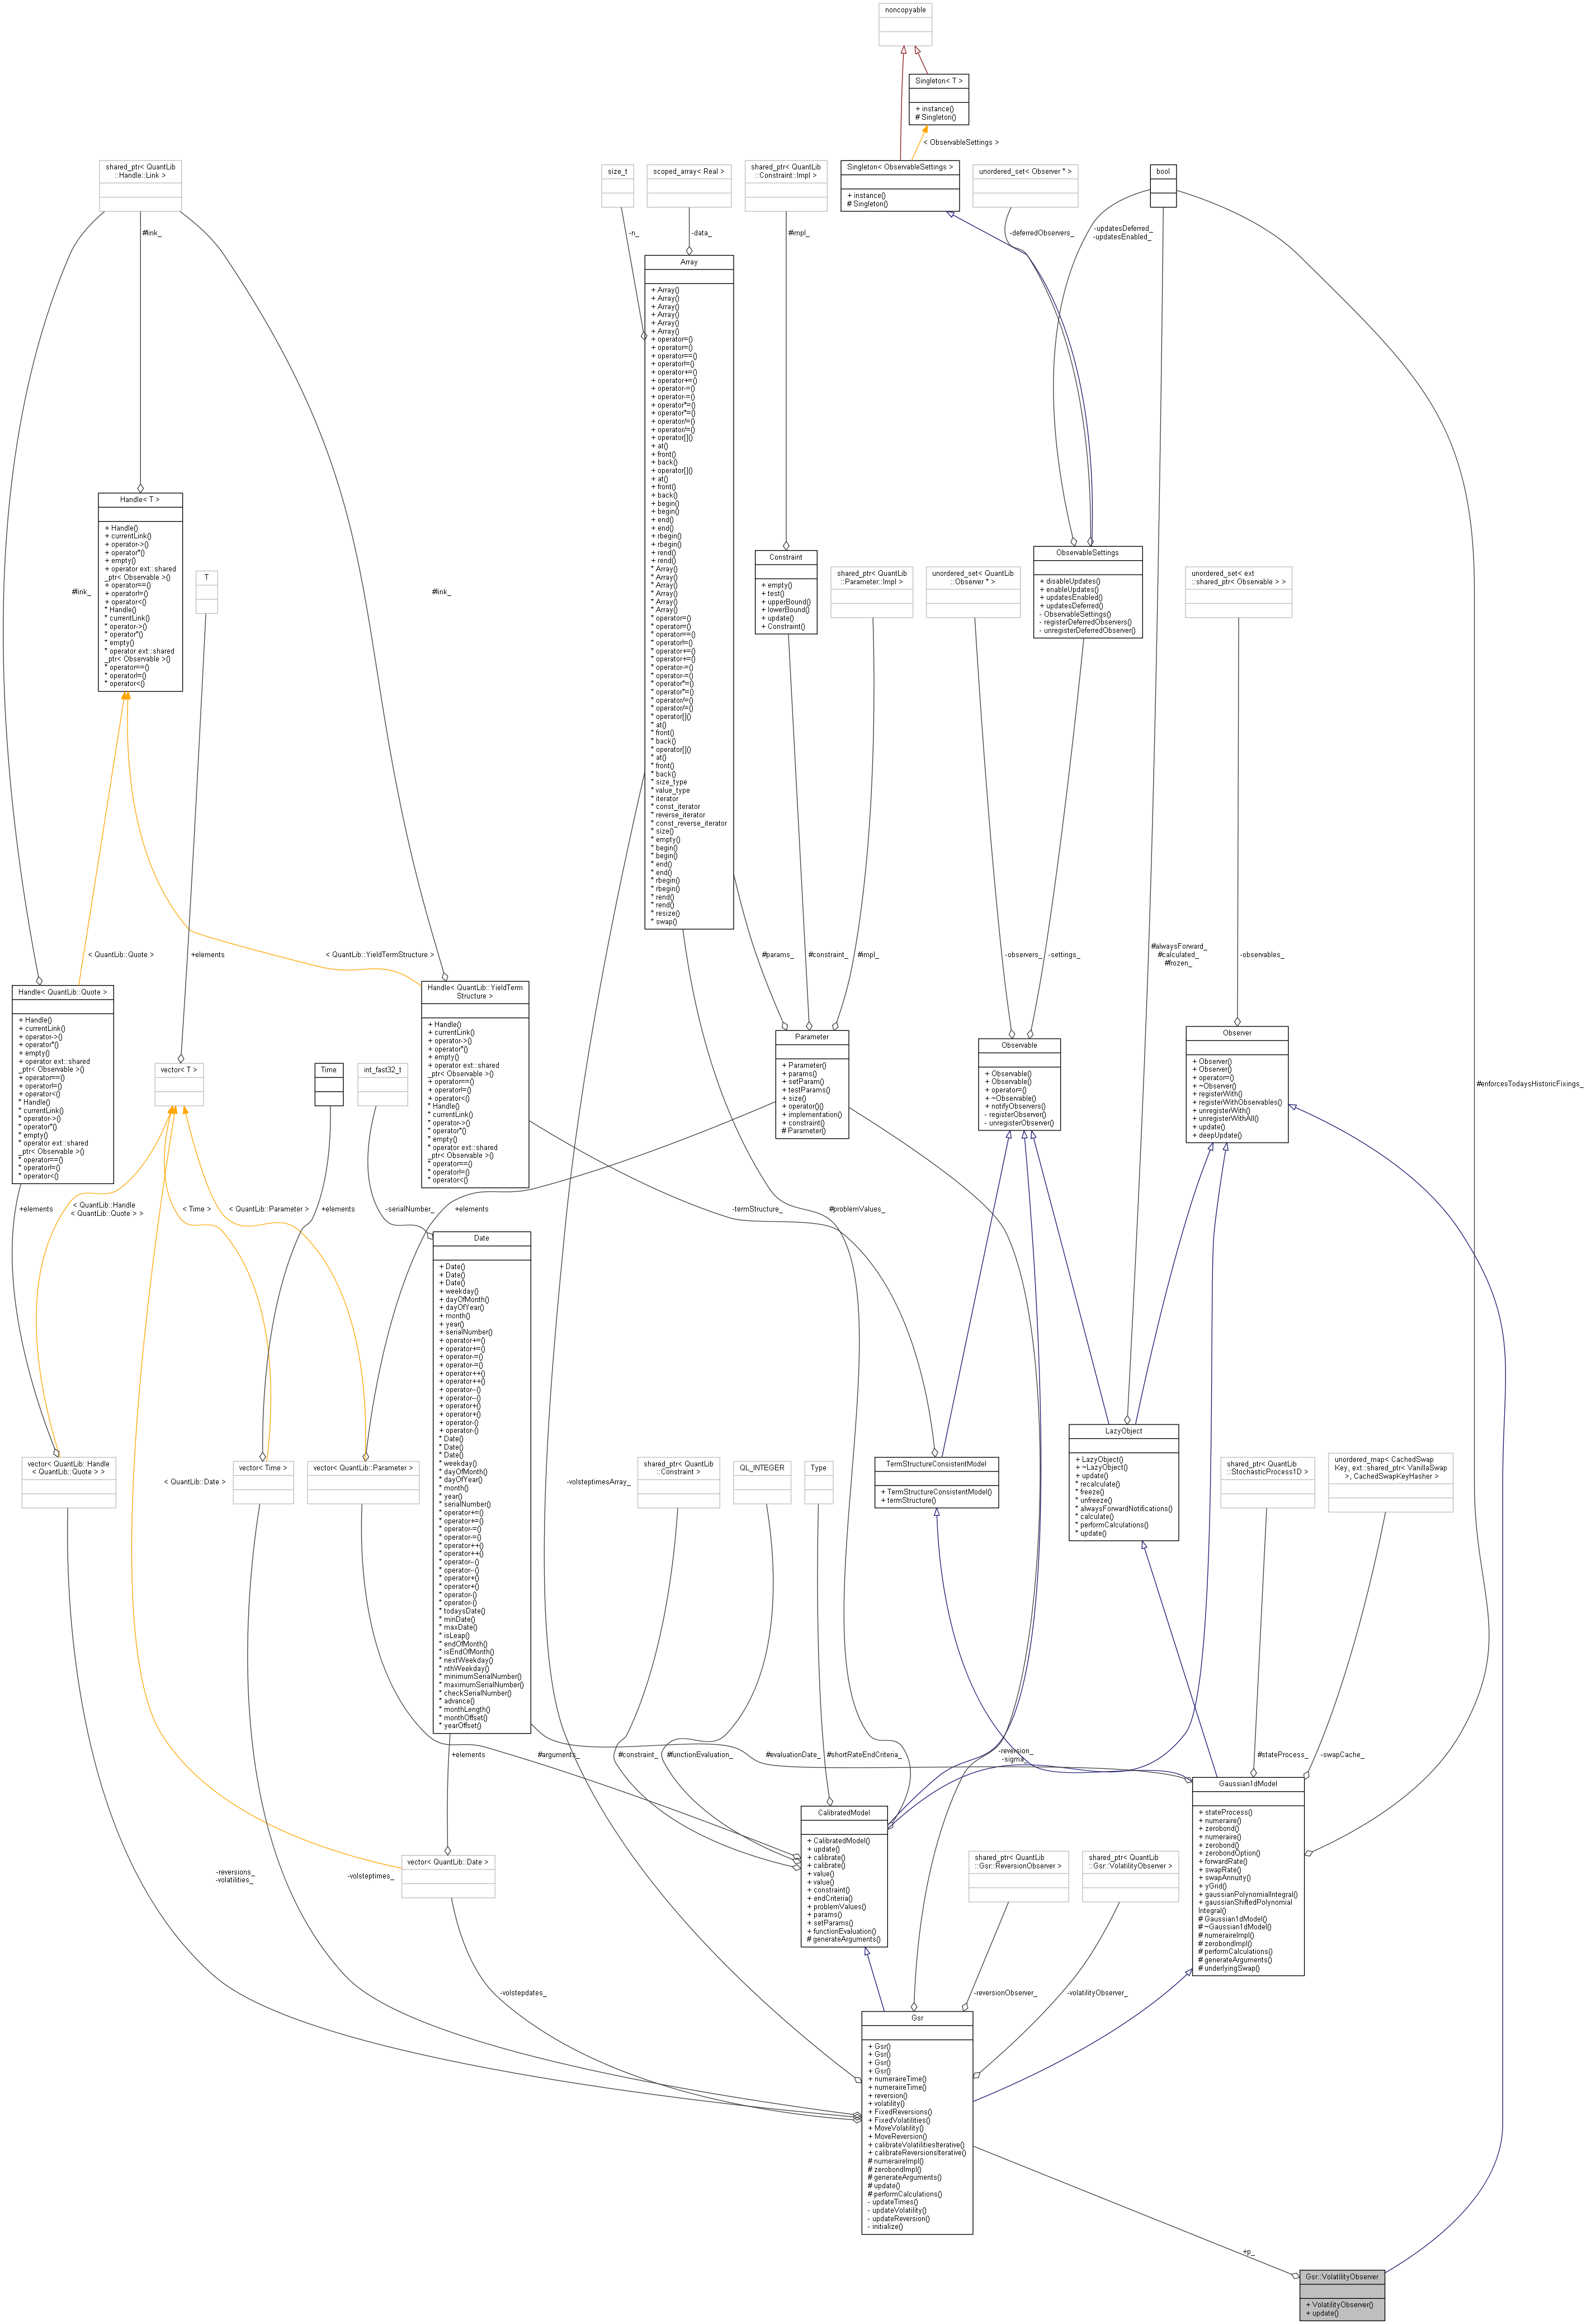 noncopyable
Singleton< T >
+ instance()
# Singleton()
< ObservableSettings >
shared_ptr< QuantLib
::Handle::Link >
size_t
scoped_array< Real >
shared_ptr< QuantLib
::Constraint::Impl >
Singleton< ObservableSettings >
+ instance()
# Singleton()
unordered_set< Observer * >
bool
#link_
-n_
-data_
#impl_
-deferredObservers_
-updatesDeferred_
-updatesEnabled_
Array
+ Array()
+ Array()
+ Array()
+ Array()
+ Array()
+ Array()
+ operator=()
+ operator=()
+ operator==()
+ operator!=()
+ operator+=()
+ operator+=()
+ operator-=()
+ operator-=()
+ operator*=()
+ operator*=()
+ operator/=()
+ operator/=()
+ operator[]()
+ at()
+ front()
+ back()
+ operator[]()
+ at()
+ front()
+ back()
+ begin()
+ begin()
+ end()
+ end()
+ rbegin()
+ rbegin()
+ rend()
+ rend()
* Array()
* Array()
* Array()
* Array()
* Array()
* Array()
* operator=()
* operator=()
* operator==()
* operator!=()
* operator+=()
* operator+=()
* operator-=()
* operator-=()
* operator*=()
* operator*=()
* operator/=()
* operator/=()
* operator[]()
* at()
* front()
* back()
* operator[]()
* at()
* front()
* back()
* size_type
* value_type
* iterator
* const_iterator
* reverse_iterator
* const_reverse_iterator
* size()
* empty()
* begin()
* begin()
* end()
* end()
* rbegin()
* rbegin()
* rend()
* rend()
* resize()
* swap()
Handle< T >
+ Handle()
+ currentLink()
+ operator->()
+ operator*()
+ empty()
+ operator ext::shared
_ptr< Observable >()
+ operator==()
+ operator!=()
+ operator<()
* Handle()
* currentLink()
* operator->()
* operator*()
* empty()
* operator ext::shared
_ptr< Observable >()
* operator==()
* operator!=()
* operator<()
T
#link_
#link_
Constraint
+ empty()
+ test()
+ upperBound()
+ lowerBound()
+ update()
+ Constraint()
shared_ptr< QuantLib
::Parameter::Impl >
unordered_set< QuantLib
::Observer * >
ObservableSettings
+ disableUpdates()
+ enableUpdates()
+ updatesEnabled()
+ updatesDeferred()
- ObservableSettings()
- registerDeferredObservers()
- unregisterDeferredObserver()
unordered_set< ext
::shared_ptr< Observable > >
< QuantLib::Quote >
+elements
< QuantLib::YieldTermStructure >
#params_
#constraint_
#impl_
-observers_
-settings_
#alwaysForward_
#calculated_
#frozen_
-observables_
#enforcesTodaysHistoricFixings_
Handle< QuantLib::Quote >
+ Handle()
+ currentLink()
+ operator->()
+ operator*()
+ empty()
+ operator ext::shared
_ptr< Observable >()
+ operator==()
+ operator!=()
+ operator<()
* Handle()
* currentLink()
* operator->()
* operator*()
* empty()
* operator ext::shared
_ptr< Observable >()
* operator==()
* operator!=()
* operator<()
vector< T >
Time
int_fast32_t
Handle< QuantLib::YieldTerm
Structure >
+ Handle()
+ currentLink()
+ operator->()
+ operator*()
+ empty()
+ operator ext::shared
_ptr< Observable >()
+ operator==()
+ operator!=()
+ operator<()
* Handle()
* currentLink()
* operator->()
* operator*()
* empty()
* operator ext::shared
_ptr< Observable >()
* operator==()
* operator!=()
* operator<()
Parameter
+ Parameter()
+ params()
+ setParam()
+ testParams()
+ size()
+ operator()()
+ implementation()
+ constraint()
# Parameter()
Observable
+ Observable()
+ Observable()
+ operator=()
+ ~Observable()
+ notifyObservers()
- registerObserver()
- unregisterObserver()
Observer
+ Observer()
+ Observer()
+ operator=()
+ ~Observer()
+ registerWith()
+ registerWithObservables()
+ unregisterWith()
+ unregisterWithAll()
+ update()
+ deepUpdate()
+elements
< QuantLib::Handle
< QuantLib::Quote > >
< Time >
< QuantLib::Parameter >
+elements
-serialNumber_
+elements
-termStructure_
#problemValues_
Date
+ Date()
+ Date()
+ Date()
+ weekday()
+ dayOfMonth()
+ dayOfYear()
+ month()
+ year()
+ serialNumber()
+ operator+=()
+ operator+=()
+ operator-=()
+ operator-=()
+ operator++()
+ operator++()
+ operator--()
+ operator--()
+ operator+()
+ operator+()
+ operator-()
+ operator-()
* Date()
* Date()
* Date()
* weekday()
* dayOfMonth()
* dayOfYear()
* month()
* year()
* serialNumber()
* operator+=()
* operator+=()
* operator-=()
* operator-=()
* operator++()
* operator++()
* operator--()
* operator--()
* operator+()
* operator+()
* operator-()
* operator-()
* todaysDate()
* minDate()
* maxDate()
* isLeap()
* endOfMonth()
* isEndOfMonth()
* nextWeekday()
* nthWeekday()
* minimumSerialNumber()
* maximumSerialNumber()
* checkSerialNumber()
* advance()
* monthLength()
* monthOffset()
* yearOffset()
vector< QuantLib::Handle
< QuantLib::Quote > >
< QuantLib::Date >
vector< Time >
vector< QuantLib::Parameter >
-volsteptimesArray_
shared_ptr< QuantLib
::Constraint >
QL_INTEGER
Type
TermStructureConsistentModel
+ TermStructureConsistentModel()
+ termStructure()
LazyObject
+ LazyObject()
+ ~LazyObject()
+ update()
* recalculate()
* freeze()
* unfreeze()
* alwaysForwardNotifications()
* calculate()
* performCalculations()
* update()
shared_ptr< QuantLib
::StochasticProcess1D >
unordered_map< CachedSwap
Key, ext::shared_ptr< VanillaSwap
>, CachedSwapKeyHasher >
+elements
#arguments_
#constraint_
#functionEvaluation_
#evaluationDate_
#shortRateEndCriteria_
-reversion_
-sigma_
#stateProcess_
-swapCache_
CalibratedModel
+ CalibratedModel()
+ update()
+ calibrate()
+ calibrate()
+ value()
+ value()
+ constraint()
+ endCriteria()
+ problemValues()
+ params()
+ setParams()
+ functionEvaluation()
# generateArguments()
Gaussian1dModel
+ stateProcess()
+ numeraire()
+ zerobond()
+ numeraire()
+ zerobond()
+ zerobondOption()
+ forwardRate()
+ swapRate()
+ swapAnnuity()
+ yGrid()
+ gaussianPolynomialIntegral()
+ gaussianShiftedPolynomial
Integral()
# Gaussian1dModel()
# ~Gaussian1dModel()
# numeraireImpl()
# zerobondImpl()
# performCalculations()
# generateArguments()
# underlyingSwap()
-reversions_
-volatilities_
-volsteptimes_
vector< QuantLib::Date >
shared_ptr< QuantLib
::Gsr::ReversionObserver >
shared_ptr< QuantLib
::Gsr::VolatilityObserver >
-volstepdates_
-reversionObserver_
-volatilityObserver_
Gsr
+ Gsr()
+ Gsr()
+ Gsr()
+ Gsr()
+ numeraireTime()
+ numeraireTime()
+ reversion()
+ volatility()
+ FixedReversions()
+ FixedVolatilities()
+ MoveVolatility()
+ MoveReversion()
+ calibrateVolatilitiesIterative()
+ calibrateReversionsIterative()
# numeraireImpl()
# zerobondImpl()
# generateArguments()
# update()
# performCalculations()
- updateTimes()
- updateVolatility()
- updateReversion()
- initialize()
+p_
Gsr::VolatilityObserver
+ VolatilityObserver()
+ update()